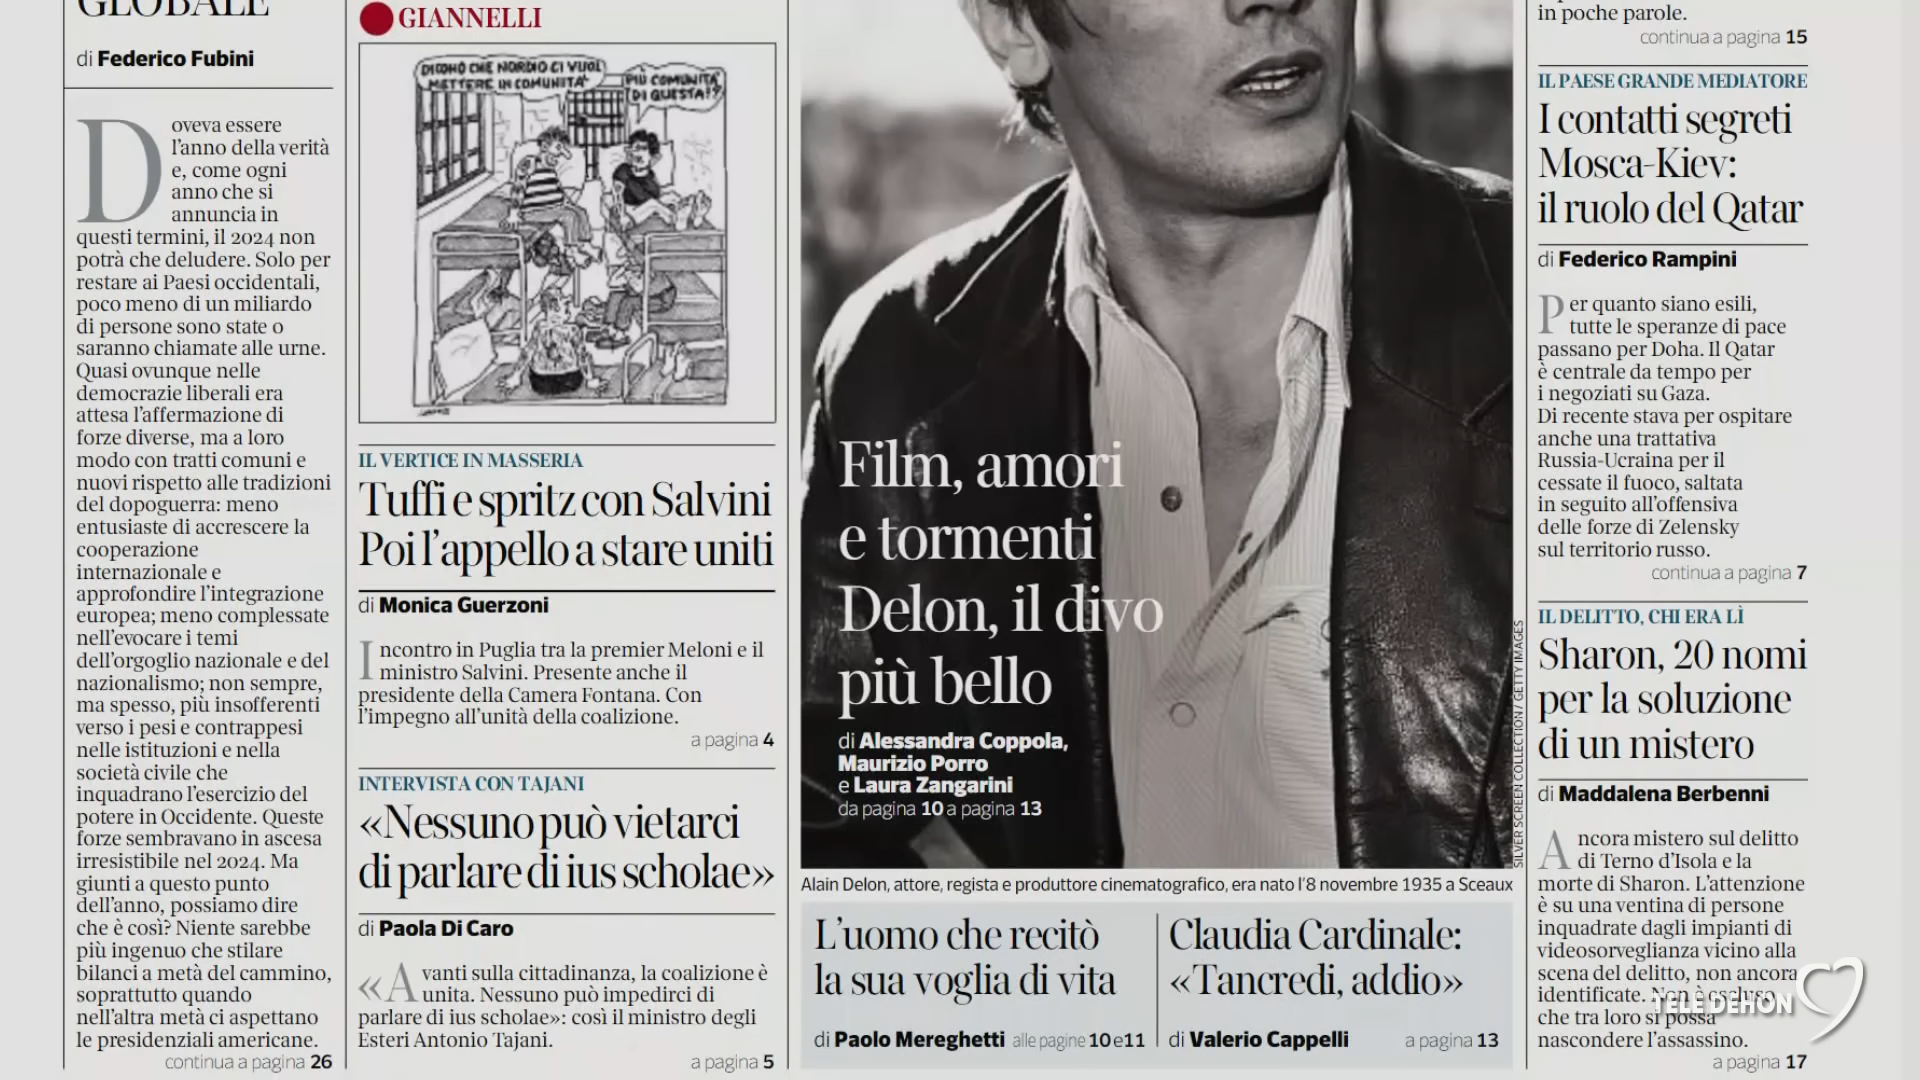 GLOBALE
di Federico Fubini
Doveva essere
l'anno della verità
e, come ogni
anno che si
annuncia in
questi termini, il 2024 non
potrà che deludere. Solo per
restare ai Paesi occidentali,
poco meno di un miliardo
di persone sono state o
saranno chiamate alle urne.
Quasi ovunque nelle
democrazie liberali era
attesa l'affermazione di
forze diverse, ma a loro
modo con tratti comuni e
nuovi rispetto alle tradizioni
del dopoguerra: meno
entusiaste di accrescere la
cooperazione
internazionale e
approfondire l'integrazione
europea; meno complessate
nell'evocare i temi
dell'orgoglio nazionale e del
nazionalismo; non sempre,
ma spesso, più insofferenti
verso i pesi e contrappesi
nelle istituzioni e nella
società civile che
inquadrano l'esercizio del
potere in Occidente. Queste
forze sembravano in ascesa
irresistibile nel 2024. Ma
giunti a questo punto
dell'anno, possiamo dire
che è così? Niente sarebbe
più ingenuo che stilare
bilanci a metà del cammino,
soprattutto quando
nell'altra metà ci aspettano
le presidenziali americane.
continua a pagina 26
GIANNELLI
DICONO CHE NORDIO CI VUOL
METTERE IN COMUNITA'
PIÙ COMUNITA'
DI QUESTA!?
IL VERTICE IN MASSERIA
Tuffi e spritz con Salvini
Poi l'appello a stare uniti
di Monica Guerzoni
Incontro in Puglia tra la premier Meloni e il
ministro Salvini. Presente anche il
presidente della Camera Fontana. Con
l'impegno all'unità della coalizione.
a pagina 4
INTERVISTA CON TAJANI
«Nessuno può vietarci
di parlare di ius scholae»
di Paola Di Caro
«Avanti sulla cittadinanza, la coalizione è
unita. Nessuno può impedirci di
parlare di ius scholae»: così il ministro degli
Esteri Antonio Tajani.
a pagina 5
Film, amori
e tormenti
Delon, il divo
più bello
di Alessandra Coppola,
Maurizio Porro
e Laura Zangarini
da pagina 10 a pagina 13
SILVER SCREEN COLLECTION / GETTY IMAGES
Alain Delon, attore, regista e produttore cinematografico, era nato l'8 novembre 1935 a Sceaux
L'uomo che recitò
la sua voglia di vita
di Paolo Mereghetti alle pagine 10 e 11
Claudia Cardinale:
«Tancredi, addio»
di Valerio Cappelli a pagina 13
in poche parole.
continua a pagina 15
IL PAESE GRANDE MEDIATORE
I contatti segreti
Mosca-Kiev:
il ruolo del Qatar
di Federico Rampini
Per quanto siano esili,
tutte le speranze di pace
passano per Doha. Il Qatar
è centrale da tempo per
i negoziati su Gaza.
Di recente stava per ospitare
anche una trattativa
Russia-Ucraina per il
cessate il fuoco, saltata
in seguito all'offensiva
delle forze di Zelensky
sul territorio russo.
continua a pagina 7
IL DELITTO, CHI ERA LÌ
Sharon, 20 nomi
per la soluzione
di un mistero
di Maddalena Berbenni
Ancora mistero sul delitto
di Terno d'Isola e la
morte di Sharon. L'attenzione
è su una ventina di persone
inquadrate dagli impianti di
videosorveglianza vicino alla
scena del delitto, non ancora
identificate. Non è escluso
che tra loro si possa
nascondere l'assassino.
a pagina 17
TELE DEHON